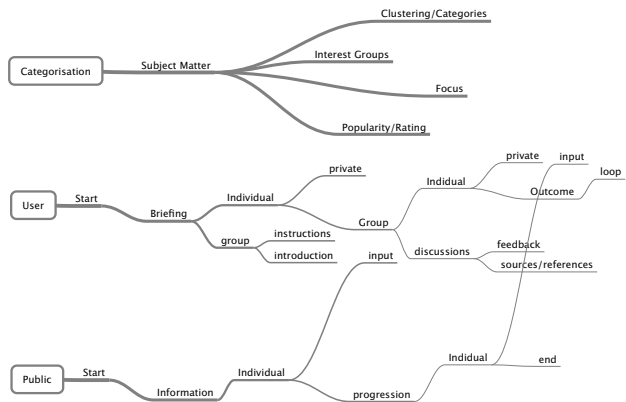 Clustering/Categories
Interest Groups
Categorisation
Subject Matter
Focus
Popularity/Rating
private
input
private
loop
Indidual
Outcome
User
Start
Individual
Briefing
Group
instructions
group
discussions
feedback
introduction
input
sources/references
Indidual
end
Public
Start
Individual
Information
progression